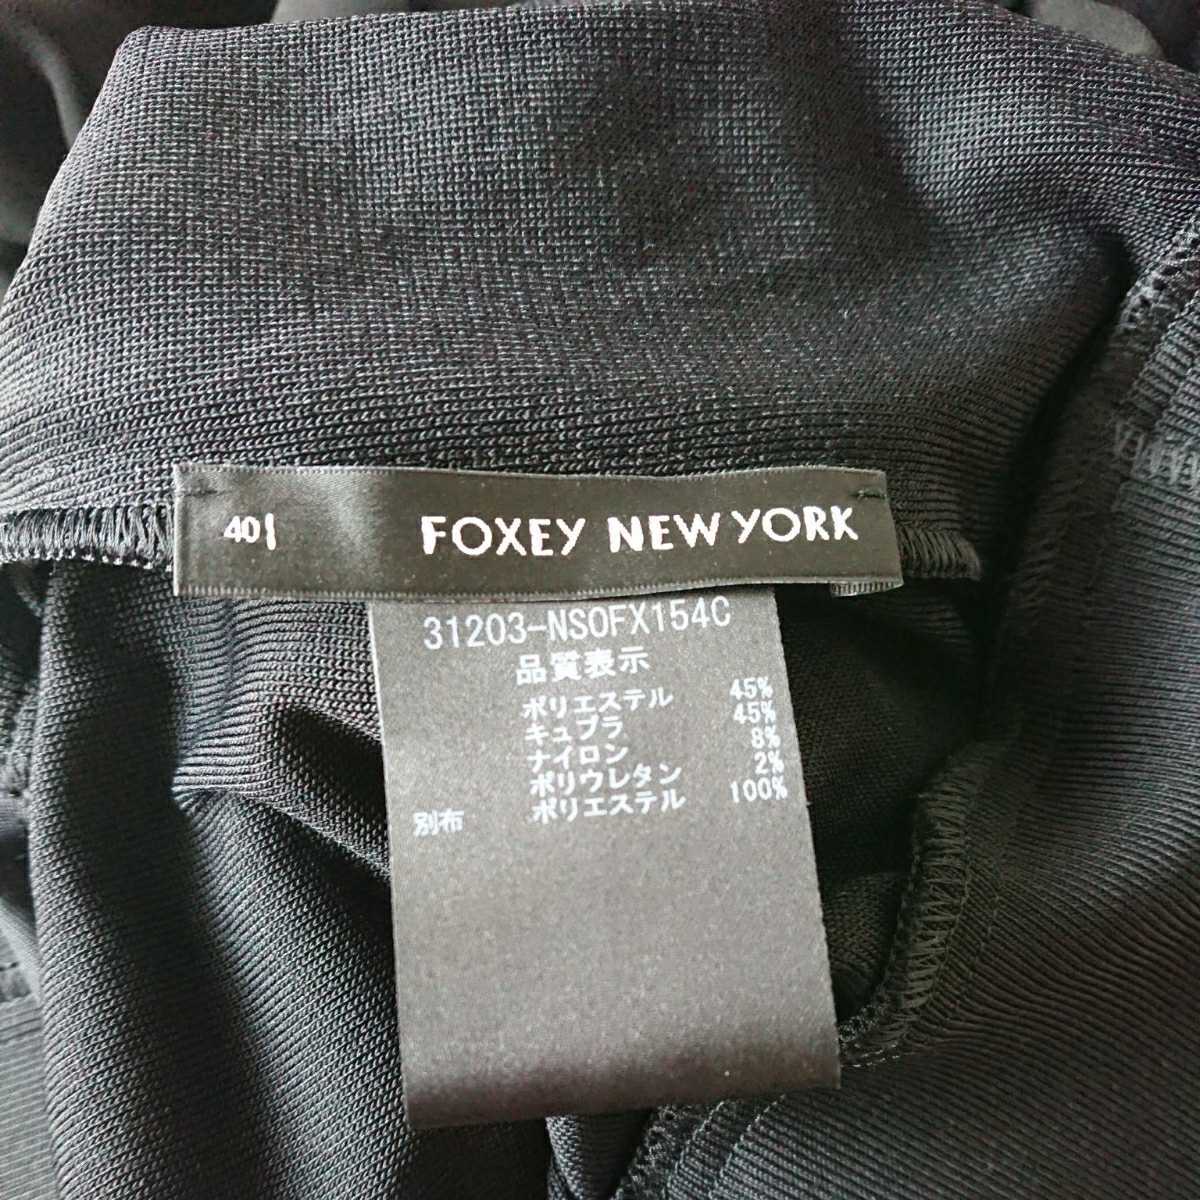 40
FOXEY NEW YORK
31203-NSOFX154C
品質表示
ポリエステル 45%
キュプラ 45%
ナイロン 8%
ポリウレタン 2%
別布 ポリエステル 100%